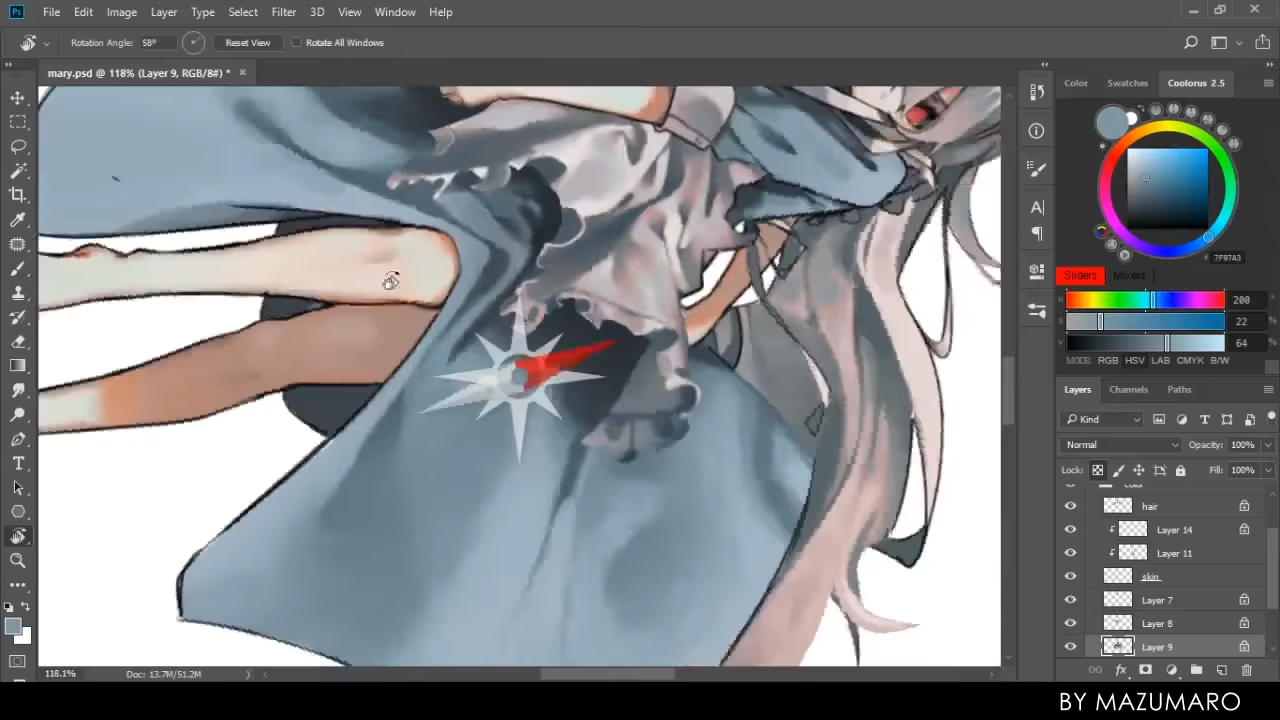 Ps File Edit Image Layer Type Select Filter 3D View Window Help
Rotation Angle: 58° Reset View Rotate All Windows
mary.psd @ 118% (Layer 9, RGB/8#) * ×
Color Swatches Coolorus 2.5
# 7F97A3
Sliders Mixers
H 200 °
S 22 %
V 64 %
MODE: RGB HSV LAB CMYK B/W
Layers Channels Paths
Kind
Normal Opacity: 100%
Lock: Fill: 100%
color
hair
Layer 14
Layer 11
skin
Layer 7
Layer 8
Layer 9
118.1% Doc: 13.7M/51.2M
BY MAZUMARO